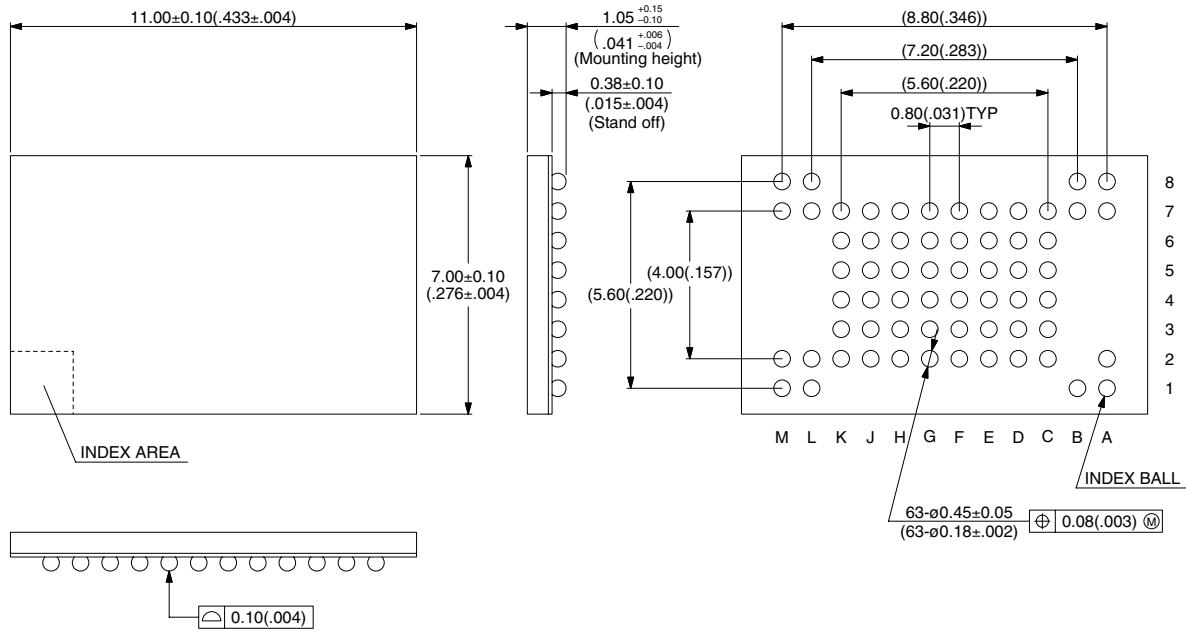 11.00±0.10(.433±.004)
1.05 +0.15 −0.10
(.041 +.006 −.004)
(Mounting height)
0.38±0.10
(.015±.004)
(Stand off)
(8.80(.346))
(7.20(.283))
(5.60(.220))
0.80(.031)TYP
7.00±0.10
(.276±.004)
(5.60(.220))
(4.00(.157))
8
7
6
5
4
3
2
1
M L K J H G F E D C B A
INDEX AREA
INDEX BALL
63-ø0.45±0.05
(63-ø0.18±.002)
⌖ 0.08(.003) Ⓜ
⌓ 0.10(.004)